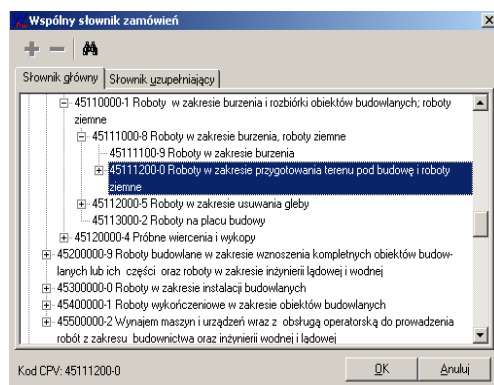 Wspólny słownik zamówień
Słownik główny Słownik uzupełniający
45110000-1 Roboty w zakresie burzenia i rozbiórki obiektów budowlanych; roboty
ziemne
45111000-8 Roboty w zakresie burzenia, roboty ziemne
45111100-9 Roboty w zakresie burzenia
45111200-0 Roboty w zakresie przygotowania terenu pod budowę i roboty
ziemne
45112000-5 Roboty w zakresie usuwania gleby
45113000-2 Roboty na placu budowy
45120000-4 Próbne wiercenia i wykopy
45200000-9 Roboty budowlane w zakresie wznoszenia kompletnych obiektów budow-
lanych lub ich części oraz roboty w zakresie inżynierii lądowej i wodnej
45300000-0 Roboty w zakresie instalacji budowlanych
45400000-1 Roboty wykończeniowe w zakresie obiektów budowlanych
45500000-2 Wynajem maszyn i urządzeń wraz z obsługą operatorską do prowadzenia
robót z zakresu budownictwa oraz inżynierii wodnej i lądowej
Kod CPV: 45111200-0 OK Anuluj